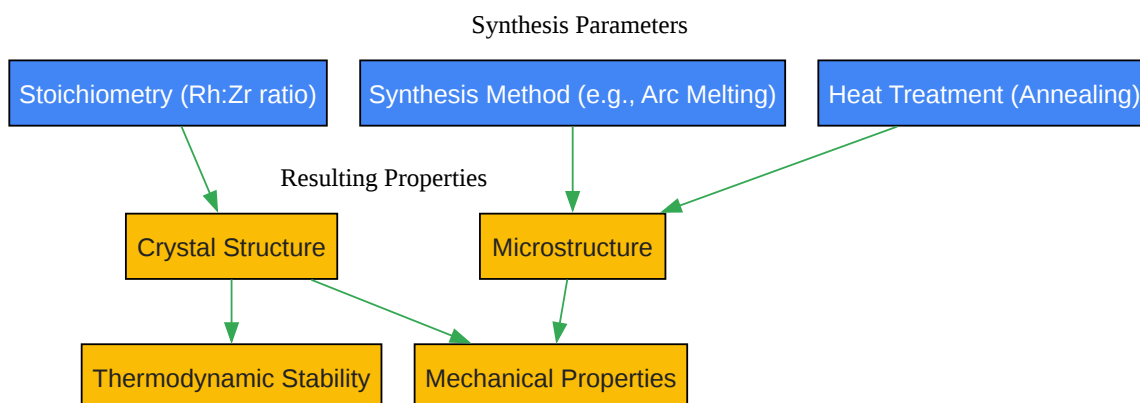 Synthesis Parameters
Stoichiometry (Rh:Zr ratio)
Synthesis Method (e.g., Arc Melting)
Heat Treatment (Annealing)
Resulting Properties
Crystal Structure
Microstructure
Thermodynamic Stability
Mechanical Properties